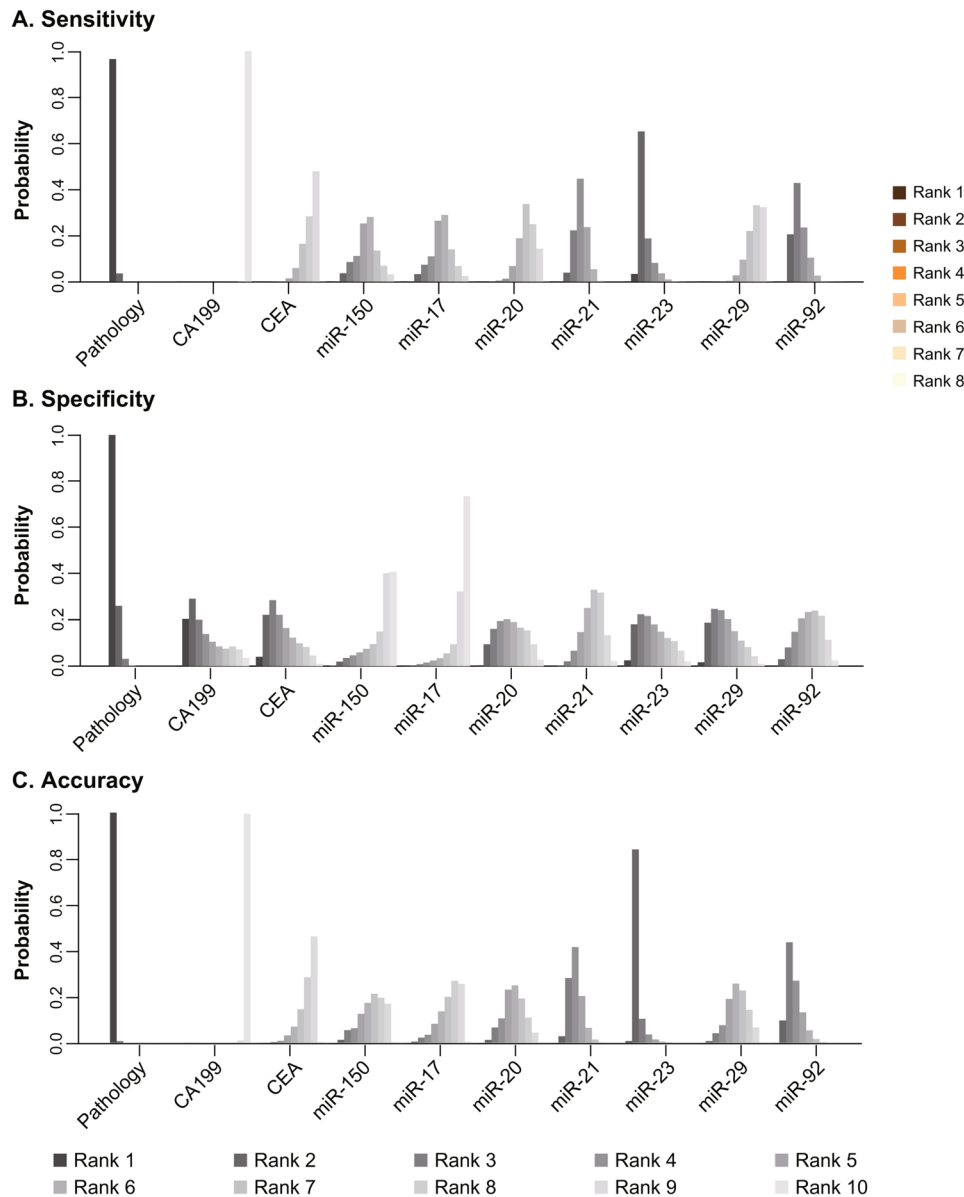 A. Sensitivity
Probability
0.0 0.2 0.4 0.6 0.8 1.0
Pathology CA199 CEA miR-150 miR-17 miR-20 miR-21 miR-23 miR-29 miR-92
Rank 1
Rank 2
Rank 3
Rank 4
Rank 5
Rank 6
Rank 7
Rank 8
B. Specificity
Probability
0.0 0.2 0.4 0.6 0.8 1.0
Pathology CA199 CEA miR-150 miR-17 miR-20 miR-21 miR-23 miR-29 miR-92
C. Accuracy
Probability
0.0 0.2 0.4 0.6 0.8 1.0
Pathology CA199 CEA miR-150 miR-17 miR-20 miR-21 miR-23 miR-29 miR-92
Rank 1 Rank 2 Rank 3 Rank 4 Rank 5
Rank 6 Rank 7 Rank 8 Rank 9 Rank 10